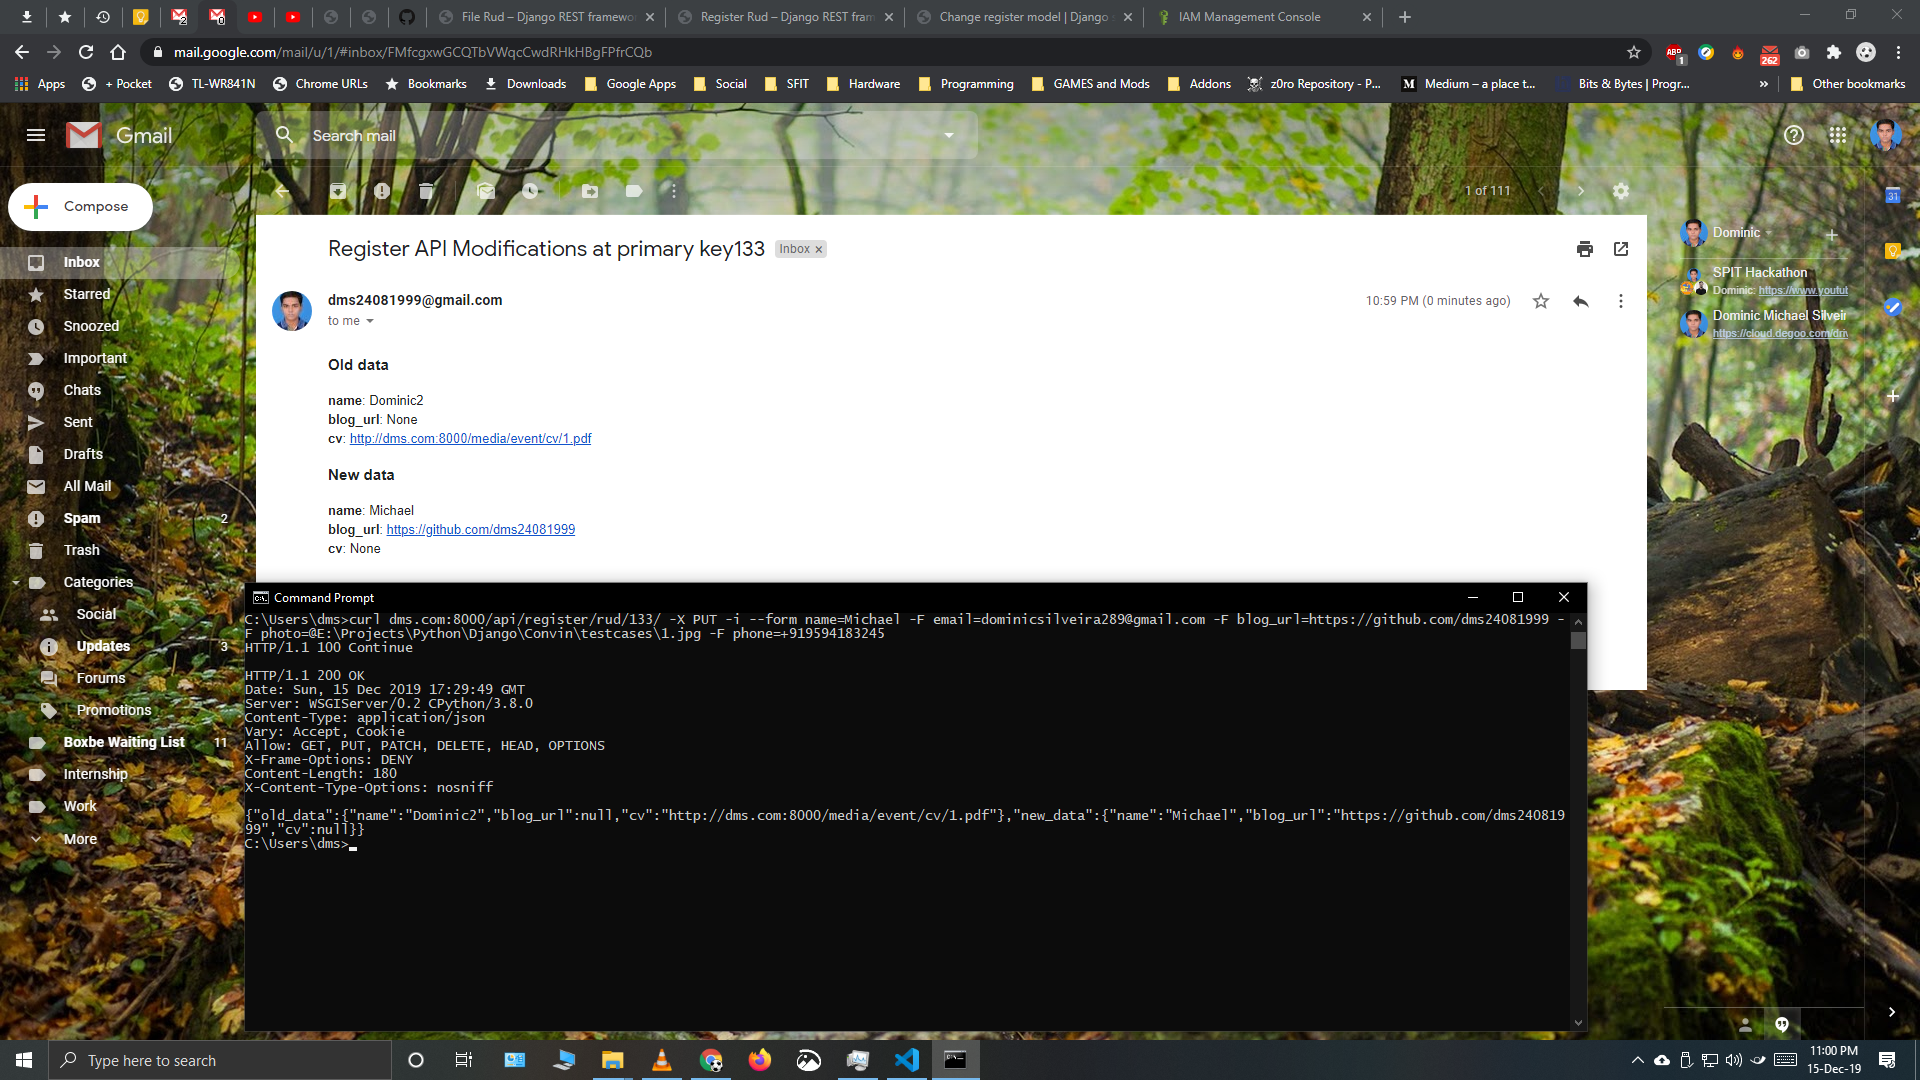 File Rud – Django REST framewo
Register Rud – Django REST fram
Change register model | Django s
IAM Management Console
mail.google.com/mail/u/1/#inbox/FMfcgxwGCQTbVWqcCwdRHkHBgFPfrCQb
ABP
1
262
Apps
+ Pocket
TL-WR841N
Chrome URLs
Bookmarks
Downloads
Google Apps
Social
SFIT
Hardware
Programming
GAMES and Mods
Addons
z0ro Repository - P...
Medium – a place t...
Bits & Bytes | Progr...
»
Other bookmarks
Gmail
Search mail
Compose
1 of 111
Inbox
Starred
Snoozed
Important
Chats
Sent
Drafts
All Mail
Spam 2
Trash
Categories
Social
Updates 3
Forums
Promotions
Boxbe Waiting List 11
Internship
Work
More
Register API Modifications at primary key133
Inbox ×
dms24081999@gmail.com
10:59 PM (0 minutes ago)
to me
Old data
name: Dominic2
blog_url: None
cv: http://dms.com:8000/media/event/cv/1.pdf
New data
name: Michael
blog_url: https://github.com/dms24081999
cv: None
Dominic
SPIT Hackathon
Dominic: https://www.youtub
Dominic Michael Silveir
https://cloud.degoo.com/driv
31
Command Prompt
C:\Users\dms>curl dms.com:8000/api/register/rud/133/ -X PUT -i --form name=Michael -F email=dominicsilveira289@gmail.com -F blog_url=https://github.com/dms24081999 -
F photo=@E:\Projects\Python\Django\Convin\testcases\1.jpg -F phone=+919594183245
HTTP/1.1 100 Continue
HTTP/1.1 200 OK
Date: Sun, 15 Dec 2019 17:29:49 GMT
Server: WSGIServer/0.2 CPython/3.8.0
Content-Type: application/json
Vary: Accept, Cookie
Allow: GET, PUT, PATCH, DELETE, HEAD, OPTIONS
X-Frame-Options: DENY
Content-Length: 180
X-Content-Type-Options: nosniff
{"old_data":{"name":"Dominic2","blog_url":null,"cv":"http://dms.com:8000/media/event/cv/1.pdf"},"new_data":{"name":"Michael","blog_url":"https://github.com/dms240819
99","cv":null}}
C:\Users\dms>
Type here to search
11:00 PM
15-Dec-19